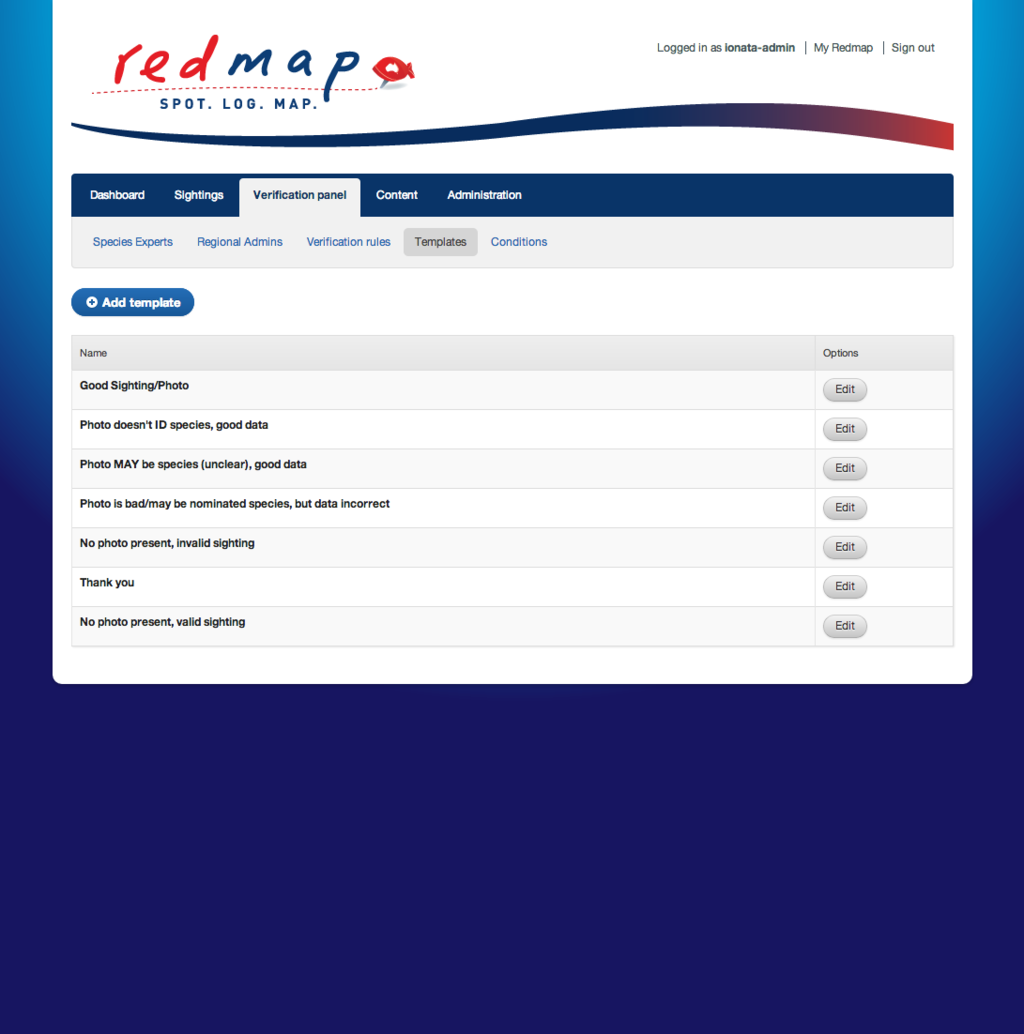 redmap
SPOT. LOG. MAP.
Logged in as ionata-admin | My Redmap | Sign out
Dashboard Sightings Verification panel Content Administration
Species Experts Regional Admins Verification rules Templates Conditions
Add template
Name Options
Good Sighting/Photo Edit
Photo doesn't ID species, good data Edit
Photo MAY be species (unclear), good data Edit
Photo is bad/may be nominated species, but data incorrect Edit
No photo present, invalid sighting Edit
Thank you Edit
No photo present, valid sighting Edit